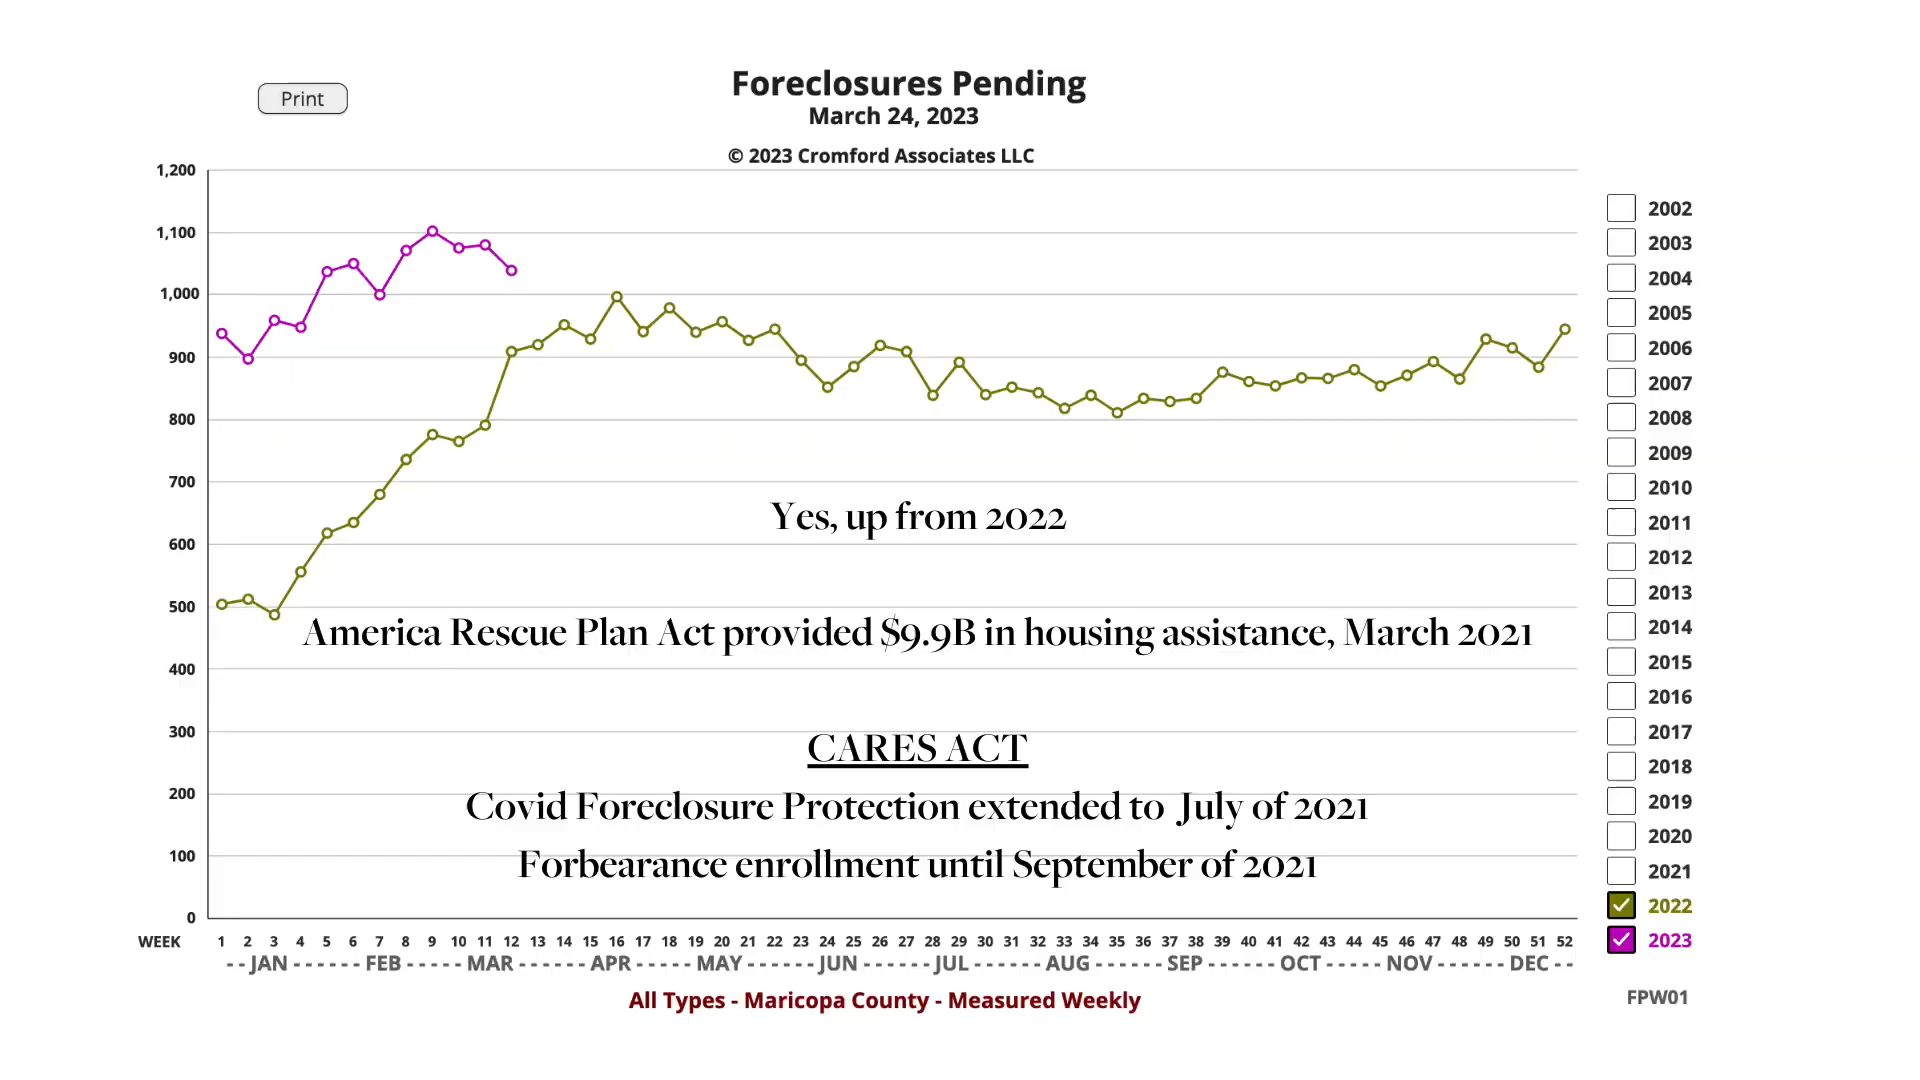 Print
Foreclosures Pending
March 24, 2023
© 2023 Cromford Associates LLC
1,200
1,100
1,000
900
800
700
600
500
400
300
200
100
0
Yes, up from 2022
America Rescue Plan Act provided $9.9B in housing assistance, March 2021
CARES ACT
Covid Foreclosure Protection extended to July of 2021
Forbearance enrollment until September of 2021
WEEK 1 2 3 4 5 6 7 8 9 10 11 12 13 14 15 16 17 18 19 20 21 22 23 24 25 26 27 28 29 30 31 32 33 34 35 36 37 38 39 40 41 42 43 44 45 46 47 48 49 50 51 52
--JAN------FEB-----MAR------APR-----MAY------JUN-----JUL------AUG------SEP------OCT-----NOV------DEC--
All Types - Maricopa County - Measured Weekly
2002
2003
2004
2005
2006
2007
2008
2009
2010
2011
2012
2013
2014
2015
2016
2017
2018
2019
2020
2021
2022
2023
FPW01